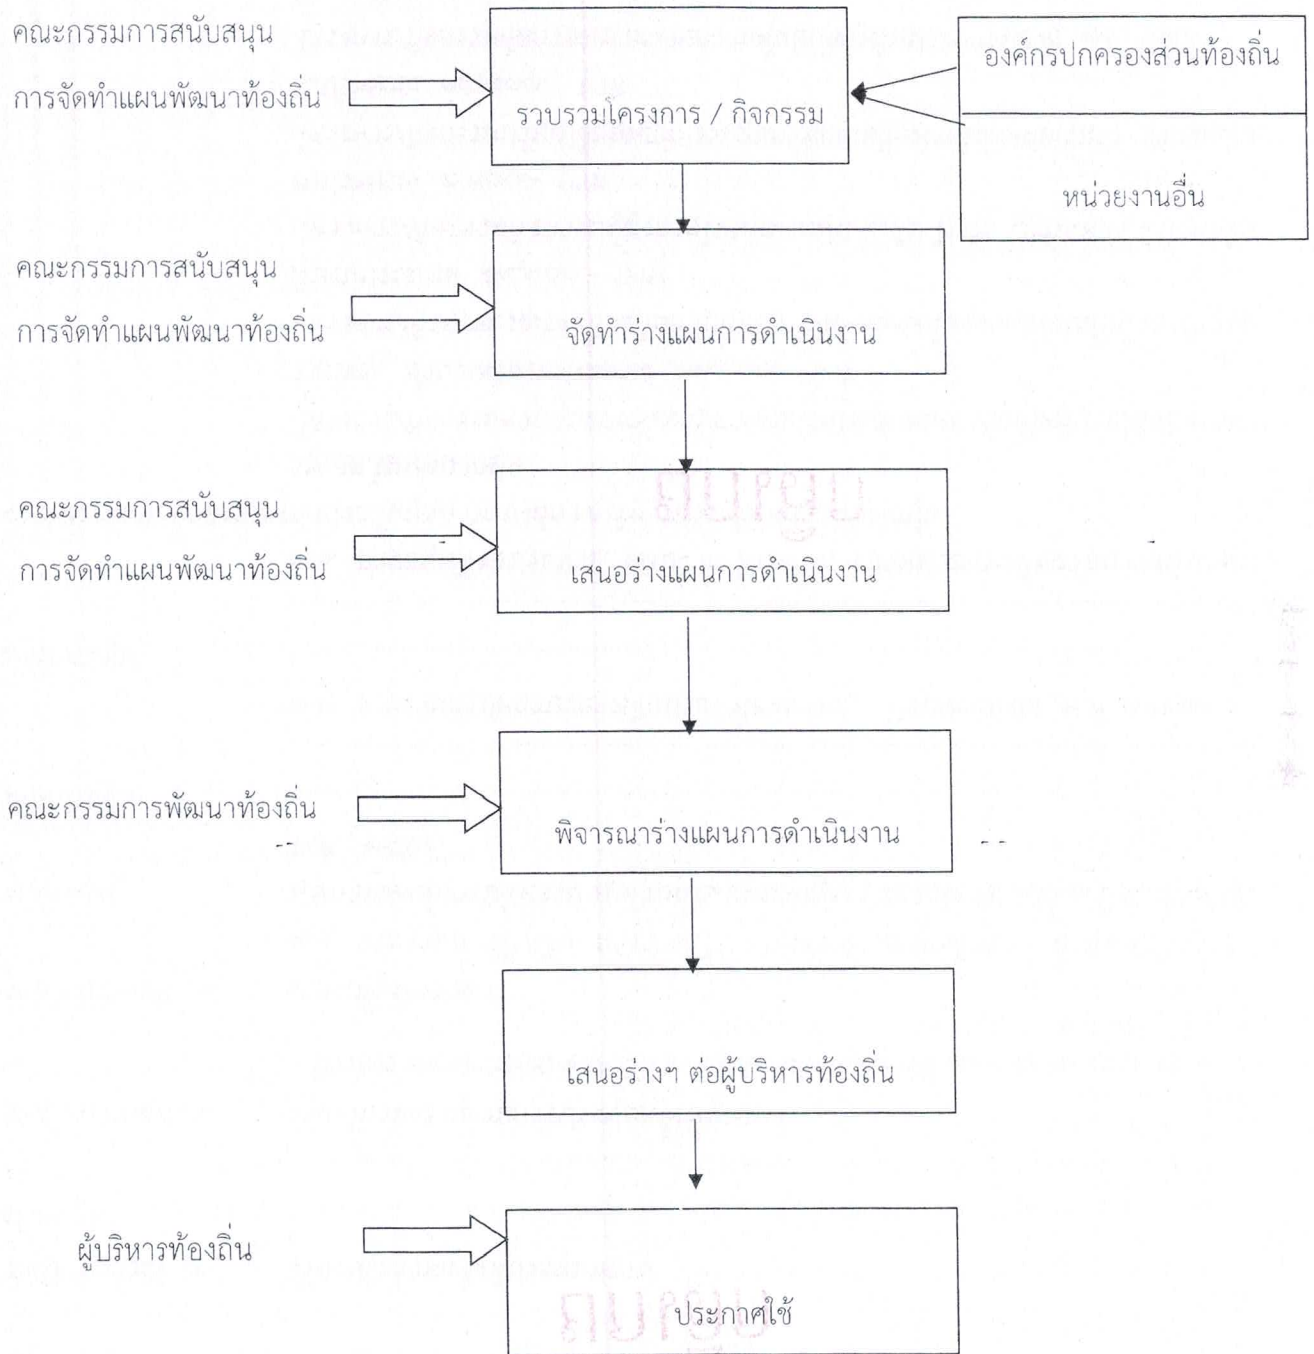 คณะกรรมการสนับสนุน
การจัดทำแผนพัฒนาท้องถิ่น
รวบรวมโครงการ / กิจกรรม
องค์กรปกครองส่วนท้องถิ่น
หน่วยงานอื่น
คณะกรรมการสนับสนุน
การจัดทำแผนพัฒนาท้องถิ่น
จัดทำร่างแผนการดำเนินงาน
คณะกรรมการสนับสนุน
การจัดทำแผนพัฒนาท้องถิ่น
เสนอร่างแผนการดำเนินงาน
คณะกรรมการพัฒนาท้องถิ่น
พิจารณาร่างแผนการดำเนินงาน
เสนอร่างฯ ต่อผู้บริหารท้องถิ่น
ผู้บริหารท้องถิ่น
ประกาศใช้